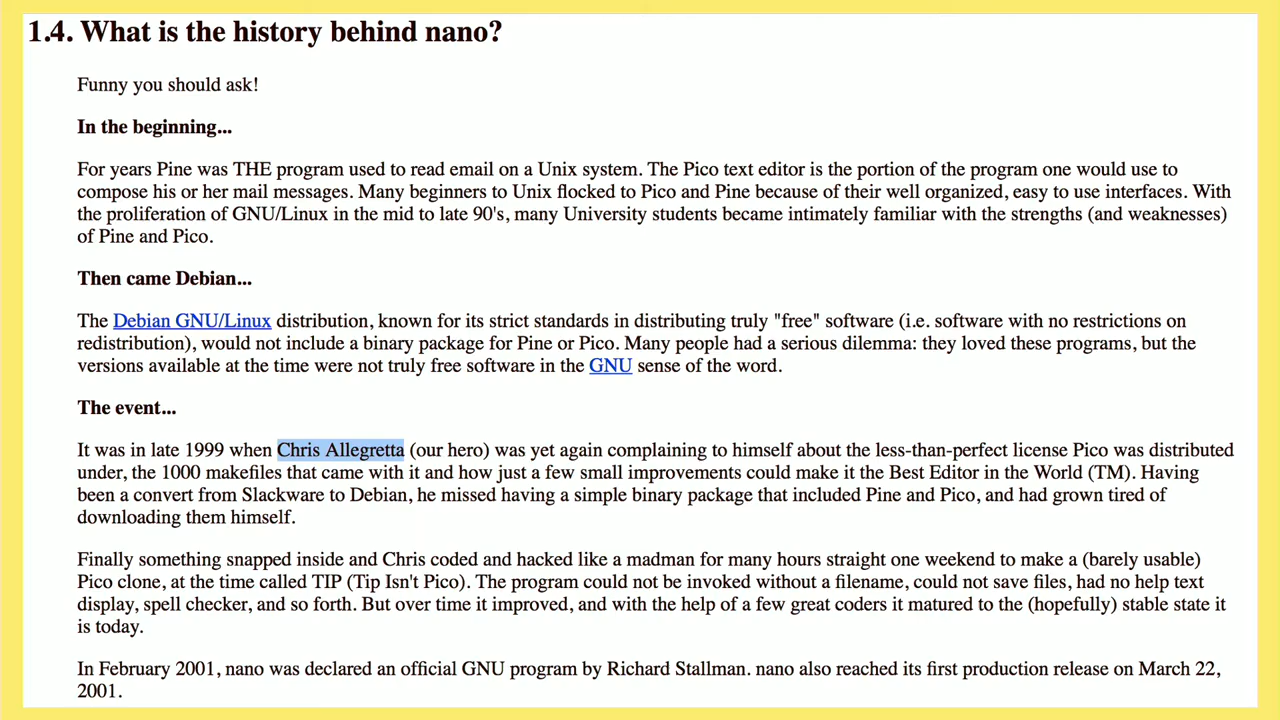 1.4. What is the history behind nano?
Funny you should ask!
In the beginning...
For years Pine was THE program used to read email on a Unix system. The Pico text editor is the portion of the program one would use to
compose his or her mail messages. Many beginners to Unix flocked to Pico and Pine because of their well organized, easy to use interfaces. With
the proliferation of GNU/Linux in the mid to late 90's, many University students became intimately familiar with the strengths (and weaknesses)
of Pine and Pico.
Then came Debian...
The Debian GNU/Linux distribution, known for its strict standards in distributing truly "free" software (i.e. software with no restrictions on
redistribution), would not include a binary package for Pine or Pico. Many people had a serious dilemma: they loved these programs, but the
versions available at the time were not truly free software in the GNU sense of the word.
The event...
It was in late 1999 when Chris Allegretta (our hero) was yet again complaining to himself about the less-than-perfect license Pico was distributed
under, the 1000 makefiles that came with it and how just a few small improvements could make it the Best Editor in the World (TM). Having
been a convert from Slackware to Debian, he missed having a simple binary package that included Pine and Pico, and had grown tired of
downloading them himself.
Finally something snapped inside and Chris coded and hacked like a madman for many hours straight one weekend to make a (barely usable)
Pico clone, at the time called TIP (Tip Isn't Pico). The program could not be invoked without a filename, could not save files, had no help text
display, spell checker, and so forth. But over time it improved, and with the help of a few great coders it matured to the (hopefully) stable state it
is today.
In February 2001, nano was declared an official GNU program by Richard Stallman. nano also reached its first production release on March 22,
2001.